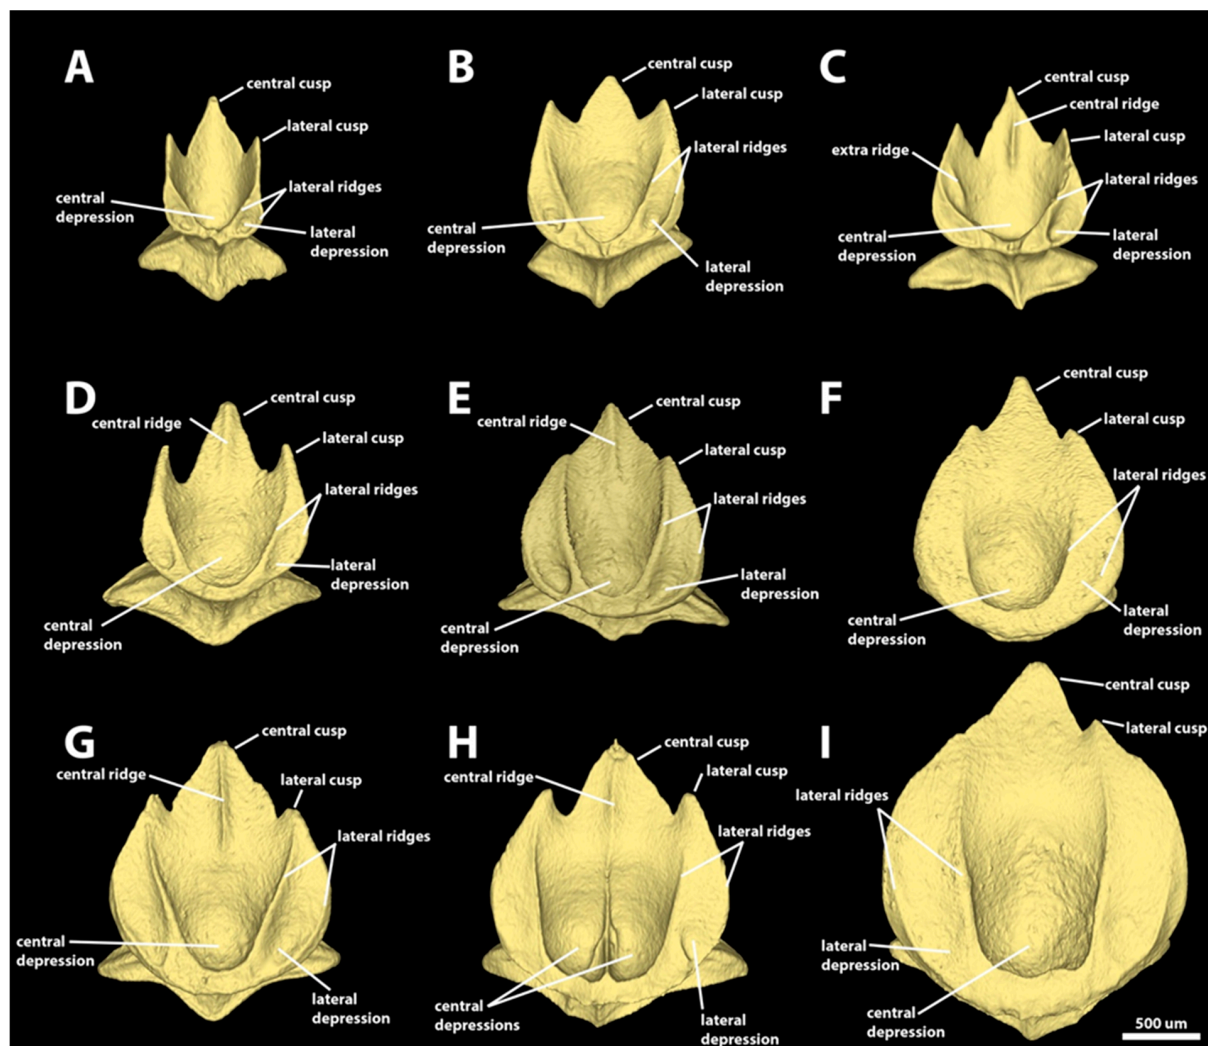 A
central cusp
lateral cusp
lateral ridges
central
depression
lateral
depression
B
central cusp
lateral cusp
lateral ridges
central
depression
lateral
depression
C
central cusp
central ridge
lateral cusp
extra ridge
lateral ridges
central
depression
lateral
depression
D
central cusp
central ridge
lateral cusp
lateral ridges
lateral
depression
central
depression
E
central cusp
central ridge
lateral cusp
lateral ridges
lateral
depression
central
depression
F
central cusp
lateral cusp
lateral ridges
central
depression
lateral
depression
G
central cusp
central ridge
lateral cusp
lateral ridges
central
depression
lateral
depression
H
central cusp
central ridge
lateral cusp
lateral ridges
central
depressions
lateral
depression
I
central cusp
lateral cusp
lateral ridges
lateral
depression
central
depression
500 um